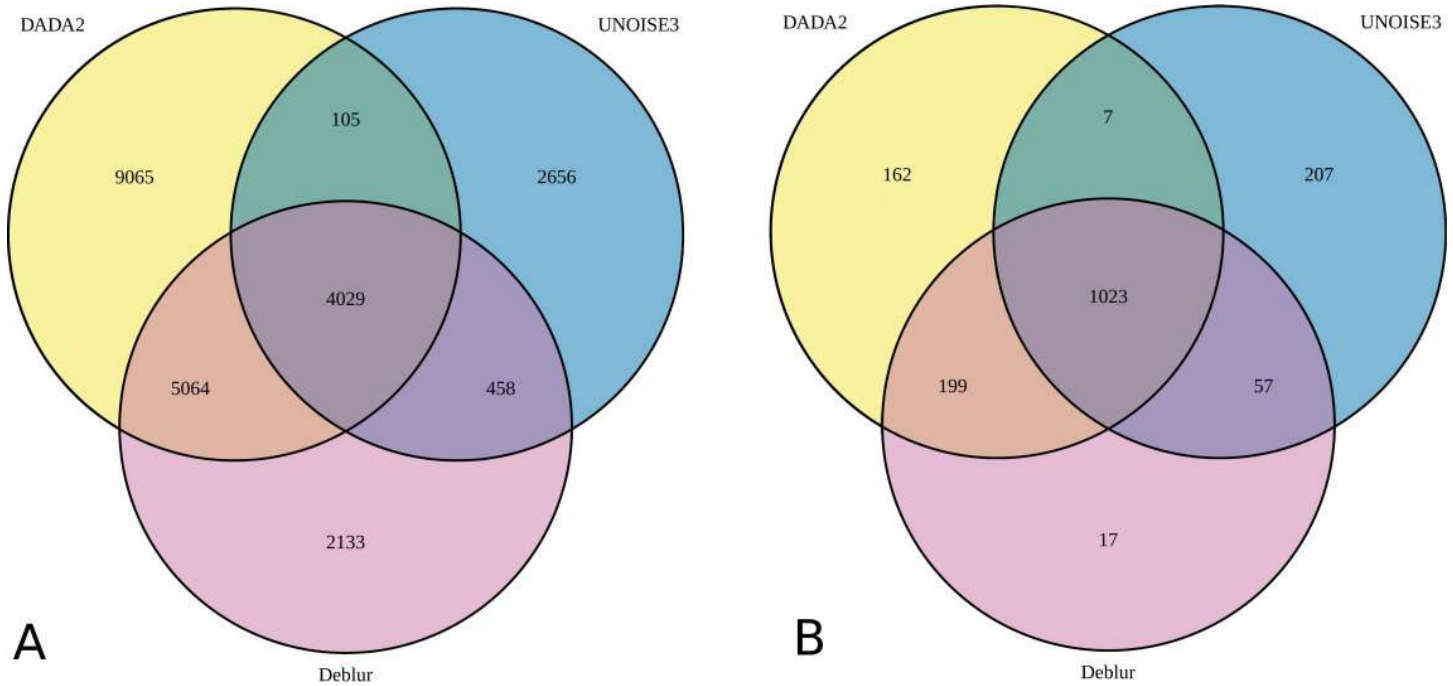 DADA2
UNOISE3
105
9065
2656
4029
5064
458
2133
A
Deblur
DADA2
UNOISE3
7
162
207
1023
199
57
17
B
Deblur